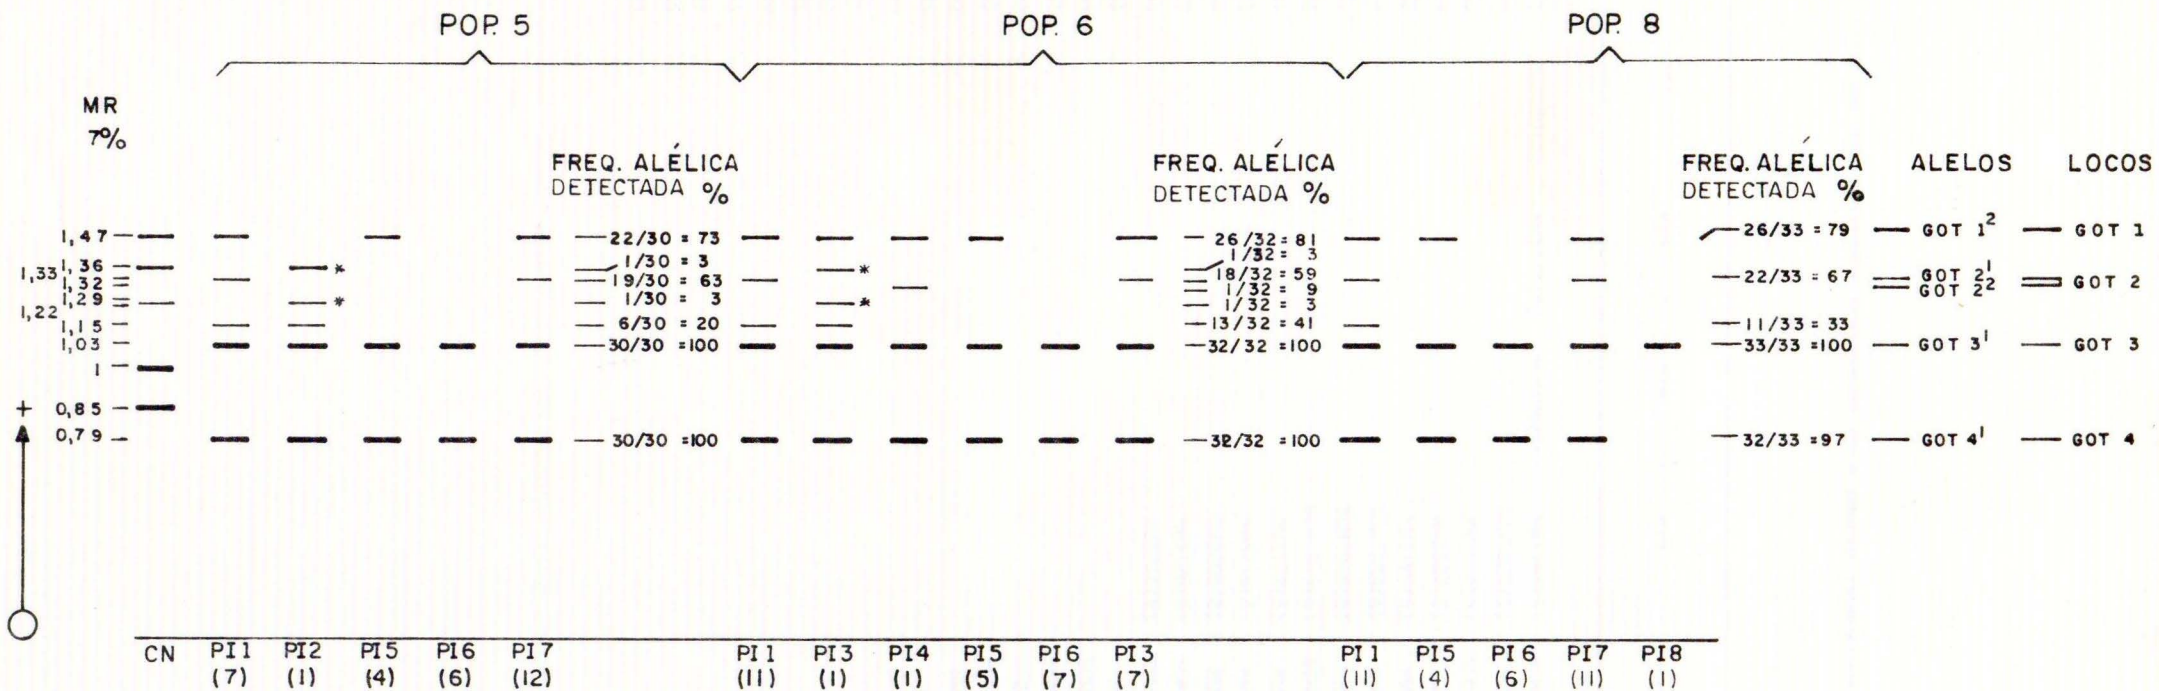 POP. 5 POP. 6 POP. 8
MR
7%
FREQ. ALÉLICA FREQ. ALÉLICA FREQ. ALÉLICA ALELOS LOCOS
DETECTADA % DETECTADA % DETECTADA %
1,47 22/30 = 73 26/32 = 81 26/33 = 79 GOT 1² GOT 1
1,36 * 1/30 = 3 * 1/32 = 3
1,33 1,32 19/30 = 63 18/32 = 59 22/33 = 67 GOT 2¹ GOT 2
1,29 * 1/30 = 3 * 1/32 = 9 GOT 2²
1,22 1/32 = 3
1,15 6/30 = 20 13/32 = 41 11/33 = 33
1,03 30/30 = 100 32/32 = 100 33/33 = 100 GOT 3¹ GOT 3
1
+ 0,85
0,79 30/30 = 100 32/32 = 100 32/33 = 97 GOT 4¹ GOT 4
CN PI1 PI2 PI5 PI6 PI7 PI1 PI3 PI4 PI5 PI6 PI3 PI1 PI5 PI6 PI7 PI8
(7) (1) (4) (6) (12) (11) (1) (1) (5) (7) (7) (11) (4) (6) (11) (1)